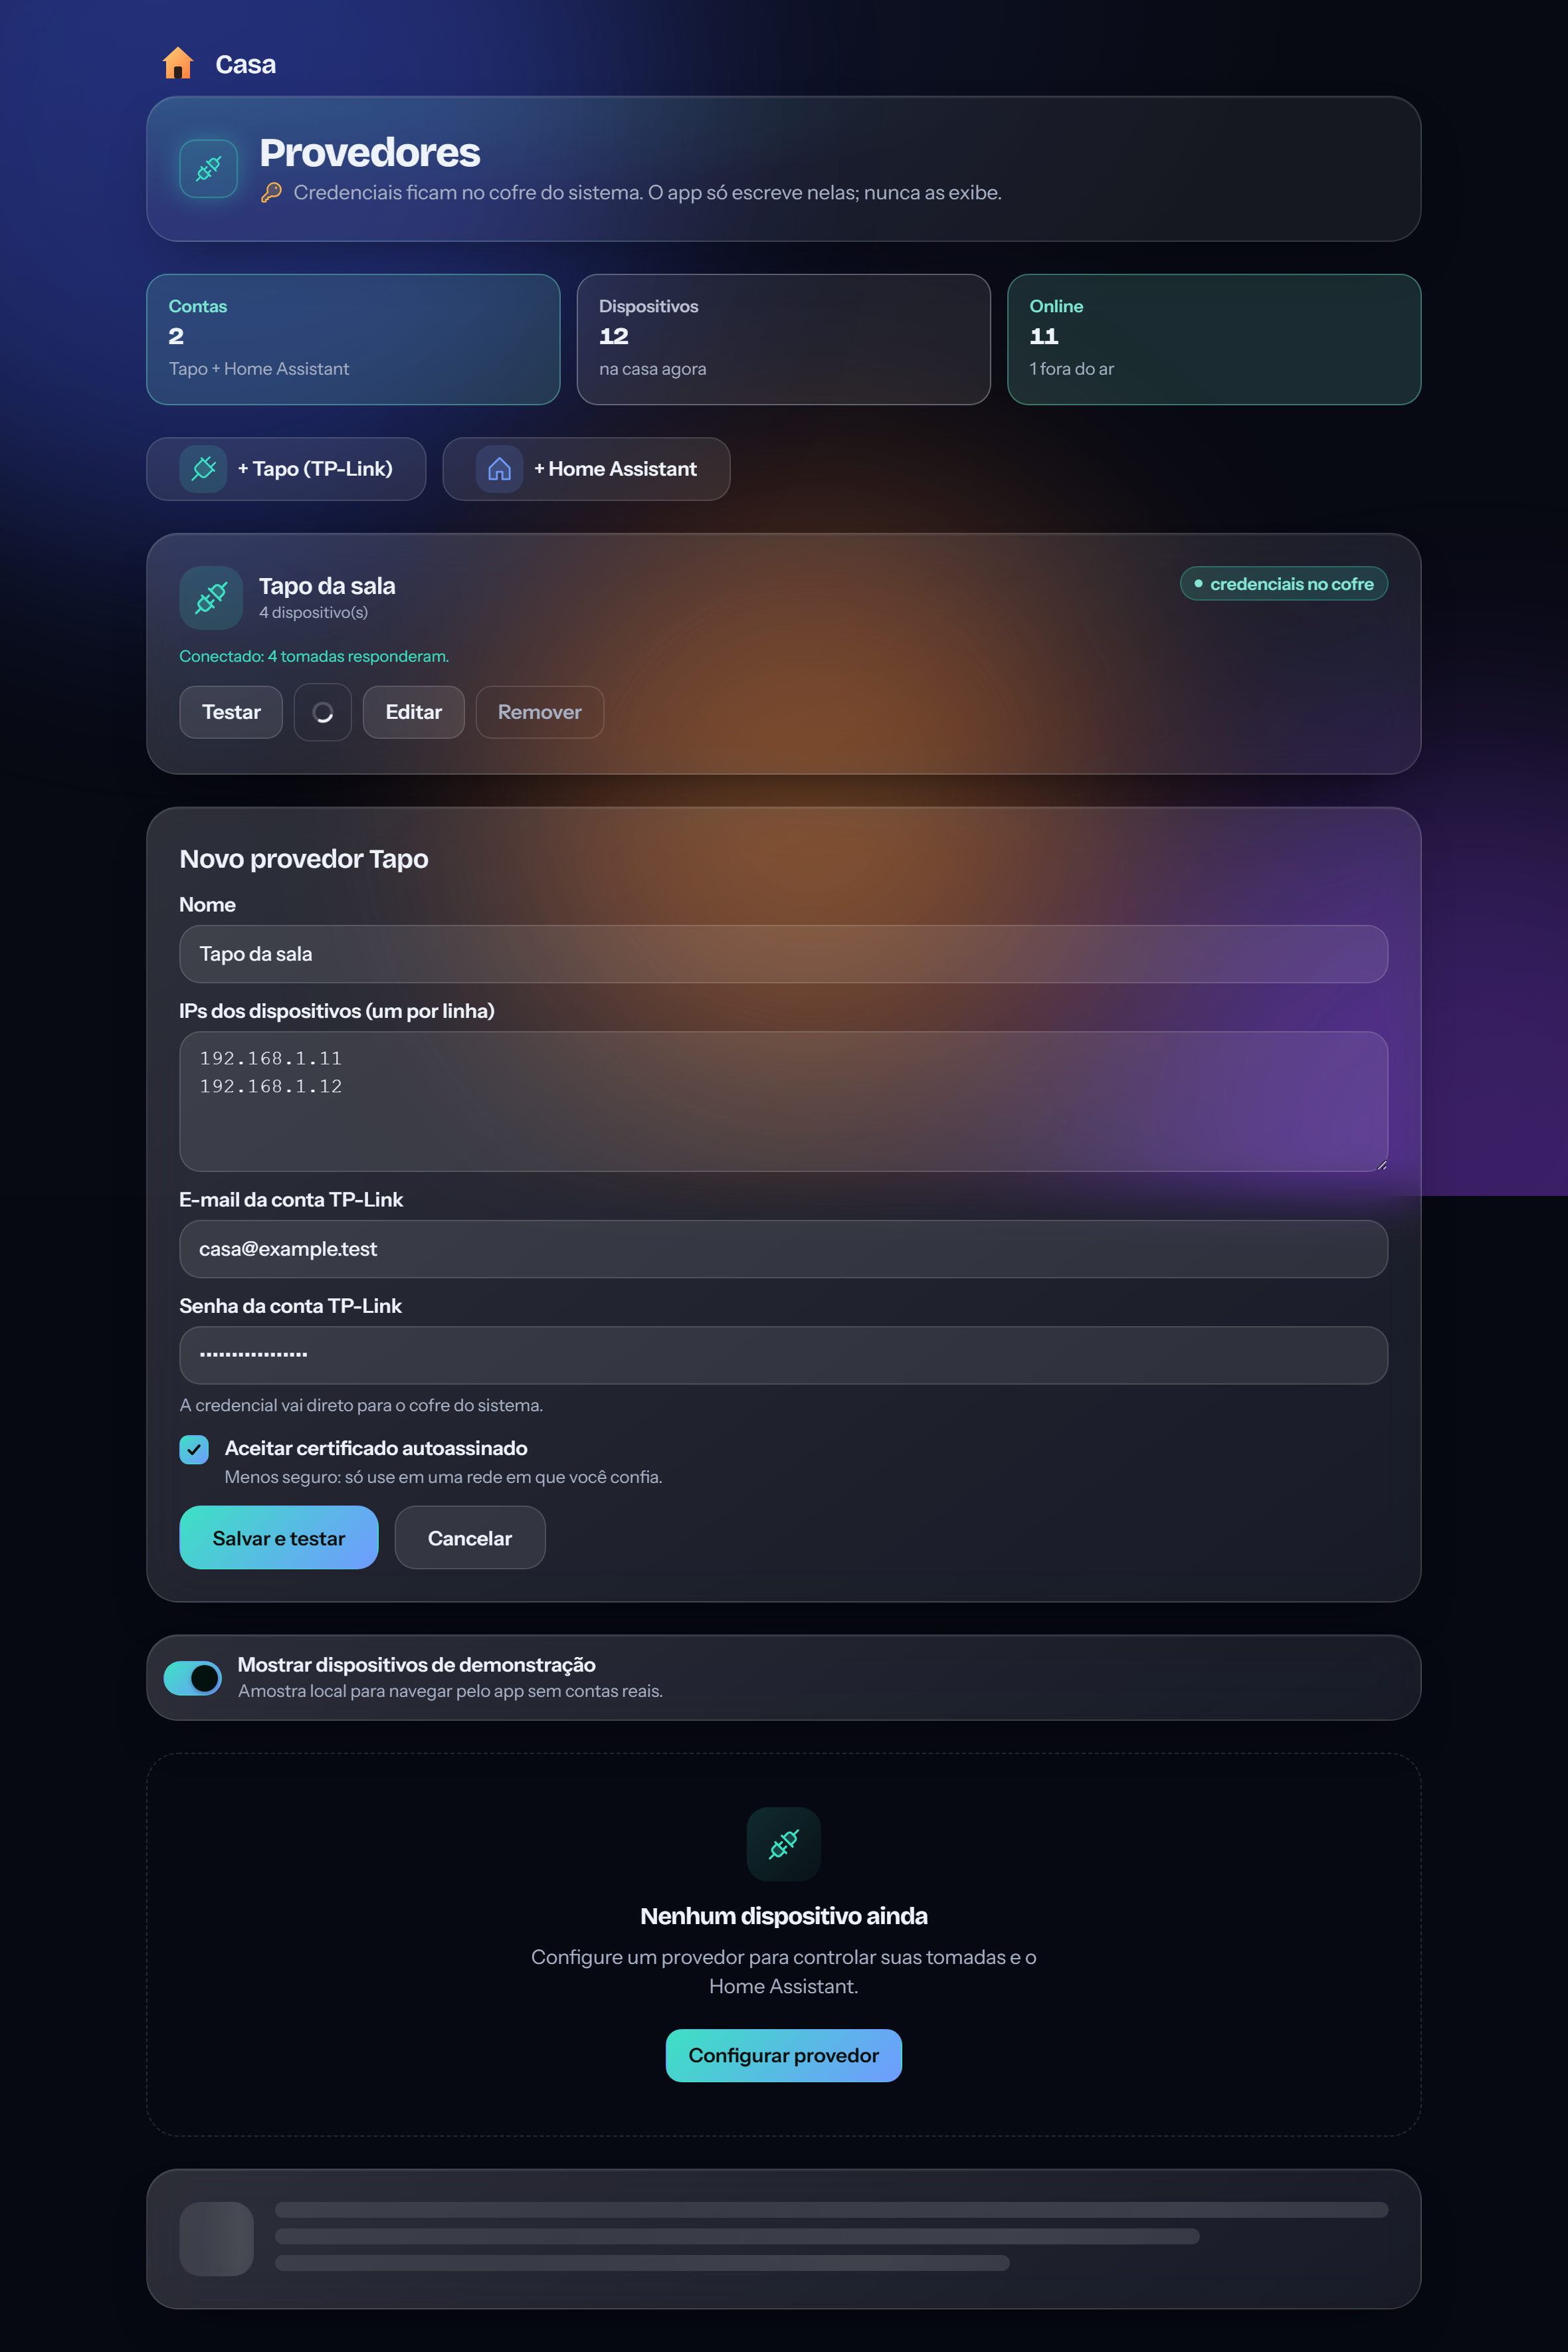 Casa
Provedores
Credenciais ficam no cofre do sistema. O app só escreve nelas; nunca as exibe.
Contas
2
Tapo + Home Assistant
Dispositivos
12
na casa agora
Online
11
1 fora do ar
+ Tapo (TP-Link)
+ Home Assistant
Tapo da sala
4 dispositivo(s)
credenciais no cofre
Conectado: 4 tomadas responderam.
Testar
Editar
Remover
Novo provedor Tapo
Nome
Tapo da sala
IPs dos dispositivos (um por linha)
192.168.1.11
192.168.1.12
E-mail da conta TP-Link
casa@example.test
Senha da conta TP-Link
A credencial vai direto para o cofre do sistema.
Aceitar certificado autoassinado
Menos seguro: só use em uma rede em que você confia.
Salvar e testar
Cancelar
Mostrar dispositivos de demonstração
Amostra local para navegar pelo app sem contas reais.
Nenhum dispositivo ainda
Configure um provedor para controlar suas tomadas e o
Home Assistant.
Configurar provedor